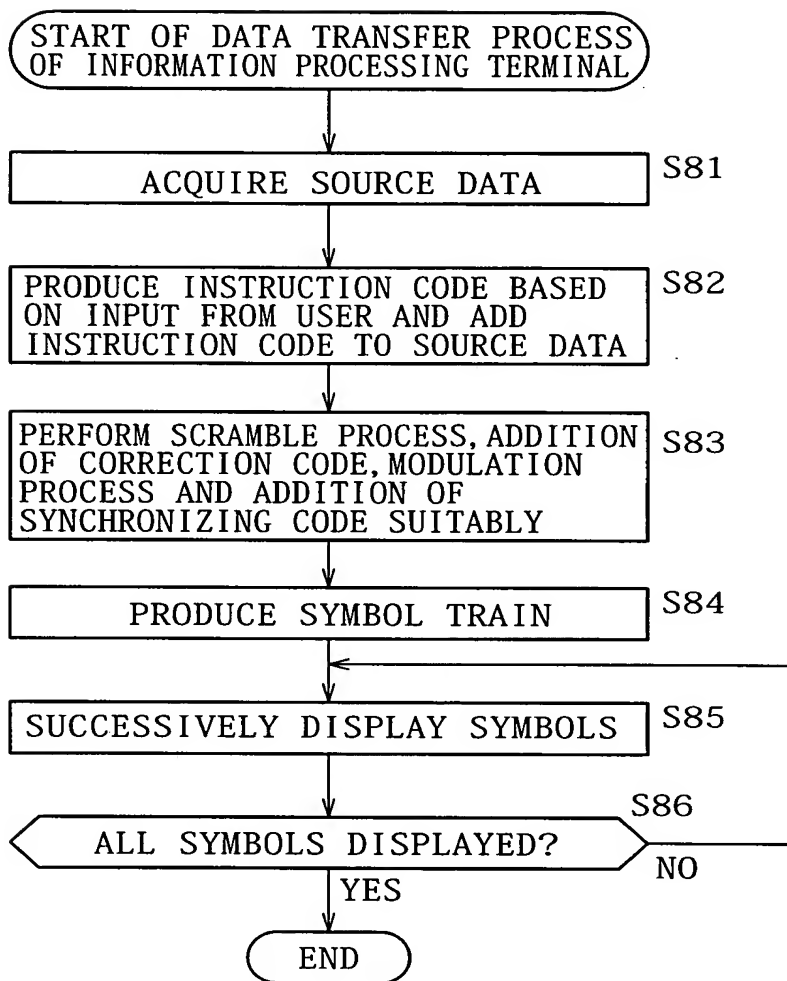 START OF DATA TRANSFER PROCESS
OF INFORMATION PROCESSING TERMINAL
ACQUIRE SOURCE DATA
S81
PRODUCE INSTRUCTION CODE BASED
ON INPUT FROM USER AND ADD
INSTRUCTION CODE TO SOURCE DATA
S82
PERFORM SCRAMBLE PROCESS, ADDITION
OF CORRECTION CODE, MODULATION
PROCESS AND ADDITION OF
SYNCHRONIZING CODE SUITABLY
S83
PRODUCE SYMBOL TRAIN
S84
SUCCESSIVELY DISPLAY SYMBOLS
S85
S86
ALL SYMBOLS DISPLAYED?
NO
YES
END